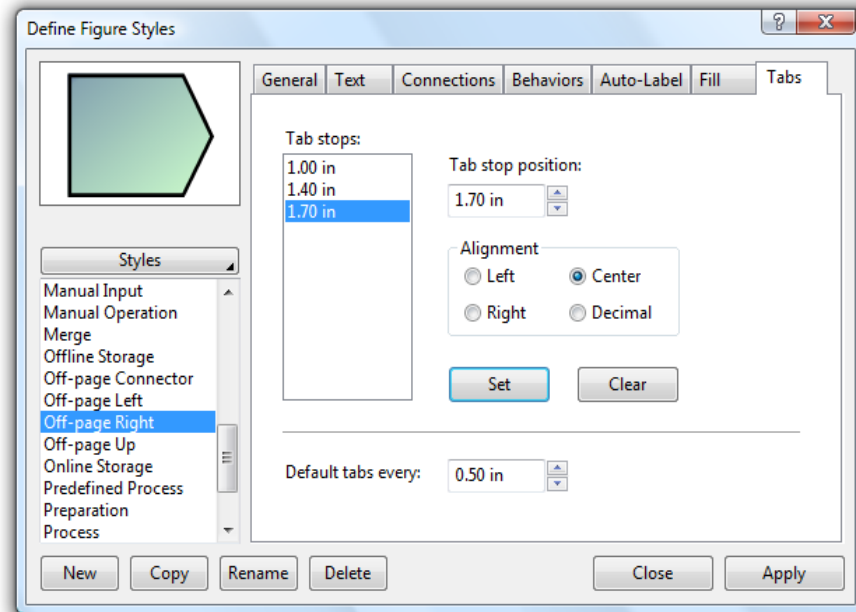 Define Figure Styles
?
General Text Connections Behaviors Auto-Label Fill Tabs
Styles
Manual Input
Manual Operation
Merge
Offline Storage
Off-page Connector
Off-page Left
Off-page Right
Off-page Up
Online Storage
Predefined Process
Preparation
Process
Tab stops:
1.00 in
1.40 in
1.70 in
Tab stop position:
1.70 in
Alignment
Left Center
Right Decimal
Set Clear
Default tabs every: 0.50 in
New Copy Rename Delete Close Apply